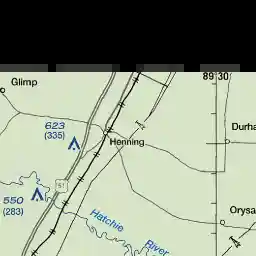 Glimp
89 30
623
(335)
Henning
Durha
51
550
(283)
Hatchie
River
Orysa